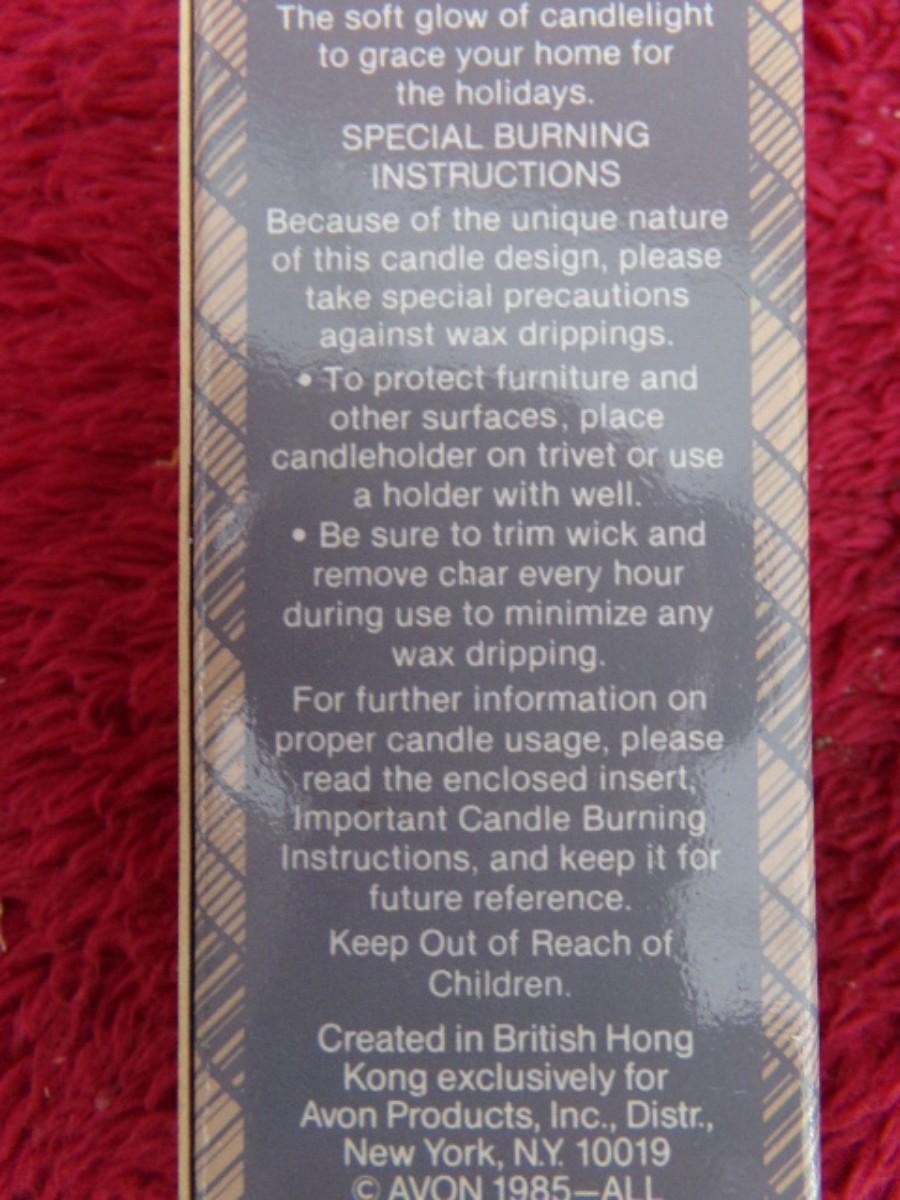 The soft glow of candlelight
to grace your home for
the holidays.
SPECIAL BURNING
INSTRUCTIONS
Because of the unique nature
of this candle design, please
take special precautions
against wax drippings.
• To protect furniture and
other surfaces, place
candleholder on trivet or use
a holder with well.
• Be sure to trim wick and
remove char every hour
during use to minimize any
wax dripping.
For further information on
proper candle usage, please
read the enclosed insert,
Important Candle Burning
Instructions, and keep it for
future reference.
Keep Out of Reach of
Children.
Created in British Hong
Kong exclusively for
Avon Products, Inc., Distr.,
New York, N.Y. 10019
© AVON 1985—ALL